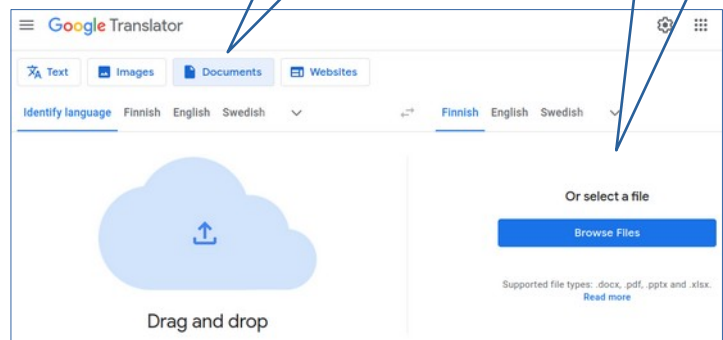 Google Translator
Text Images Documents Websites
Identify language Finnish English Swedish Finnish English Swedish
Or select a file
Browse Files
Supported file types: .docx, .pdf, .pptx and .xlsx.
Read more
Drag and drop